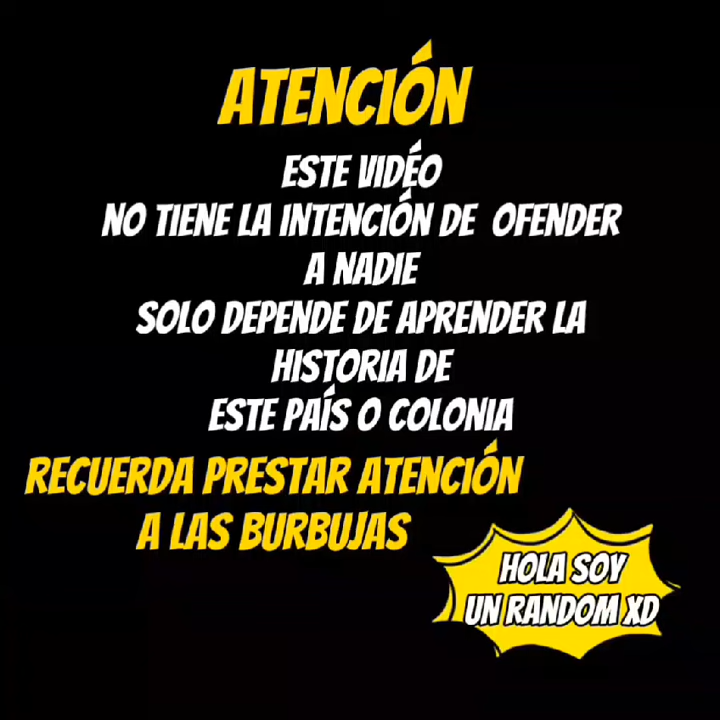 ATENCIÓN
ESTE VIDÉO
NO TIENE LA INTENCIÓN DE OFENDER
A NADIE
SOLO DEPENDE DE APRENDER LA
HISTORIA DE
ESTE PAÍS O COLONIA
RECUERDA PRESTAR ATENCIÓN
A LAS BURBUJAS
HOLA SOY
UN RANDOM XD